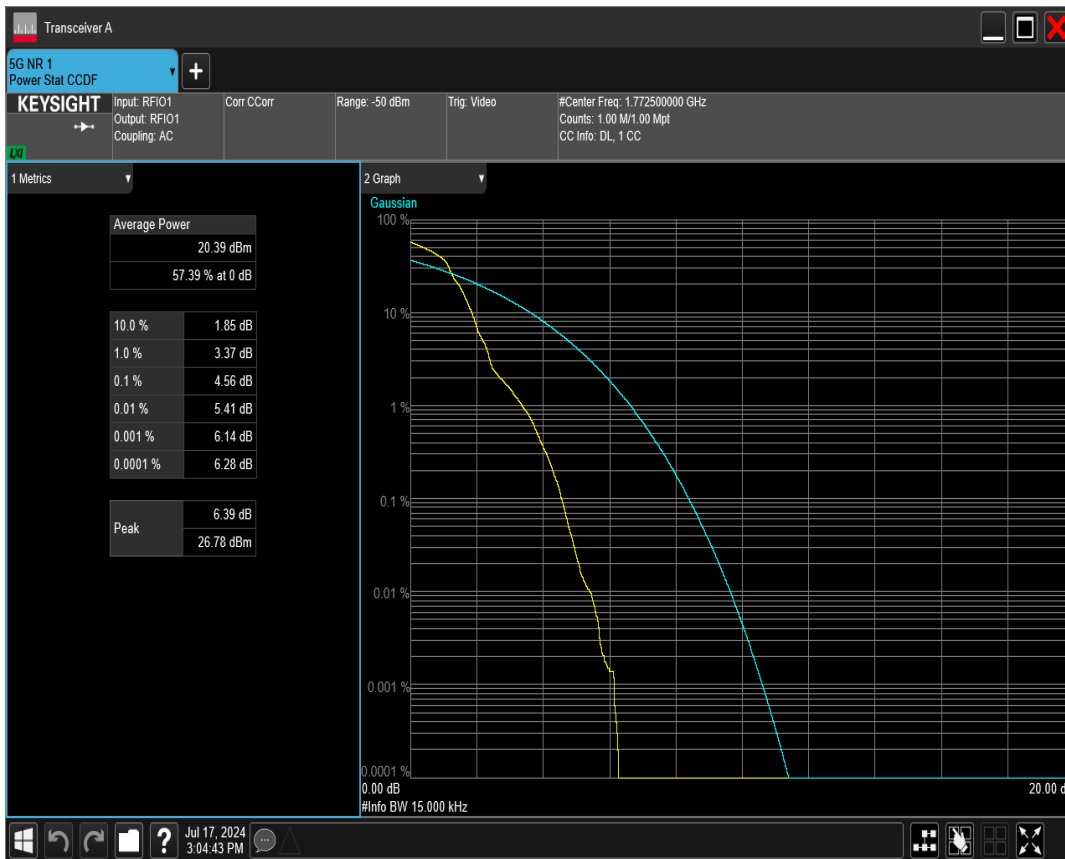 Transceiver A
5G NR 1
Power Stat CCDF
KEYSIGHT
LXI
Input: RFIO1
Output: RFIO1
Coupling: AC
Corr CCorr
Range: -50 dBm
Trig: Video
#Center Freq: 1.772500000 GHz
Counts: 1.00 M/1.00 Mpt
CC Info: DL, 1 CC
1 Metrics
Average Power
20.39 dBm
57.39 % at 0 dB
10.0 % 1.85 dB
1.0 % 3.37 dB
0.1 % 4.56 dB
0.01 % 5.41 dB
0.001 % 6.14 dB
0.0001 % 6.28 dB
Peak 6.39 dB
26.78 dBm
2 Graph
Gaussian
100 %
10 %
1 %
0.1 %
0.01 %
0.001 %
0.0001 %
0.00 dB
20.00 d
#Info BW 15.000 kHz
?
Jul 17, 2024
3:04:43 PM